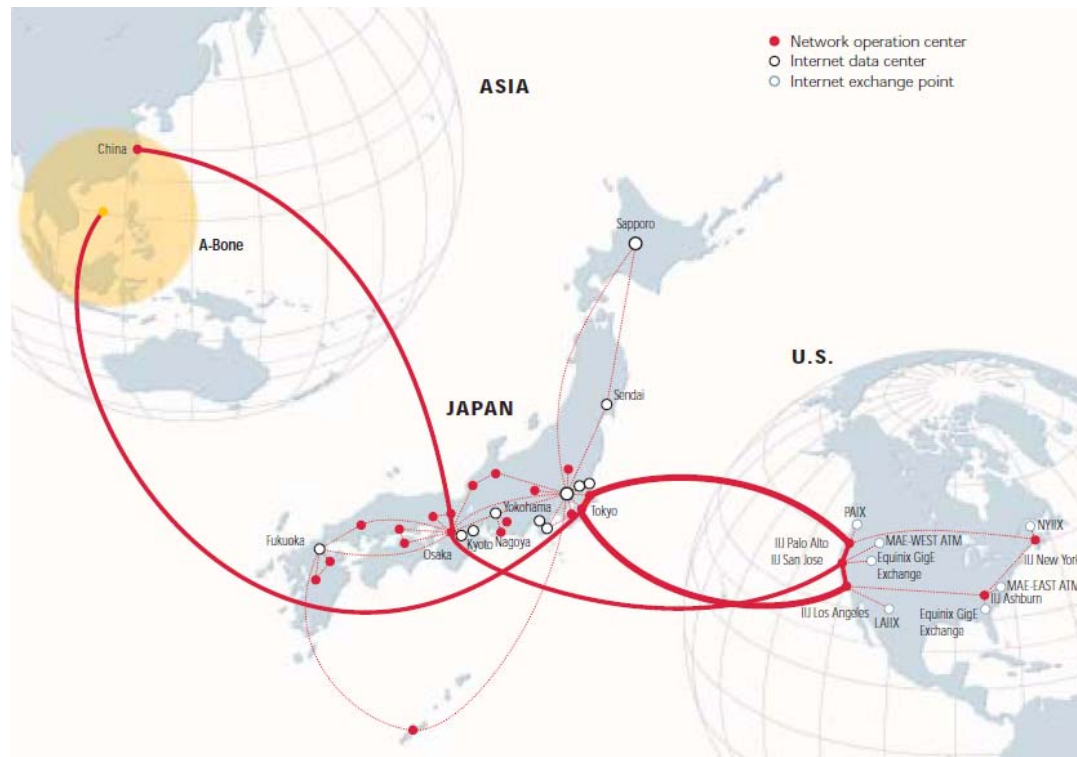 Network operation center
Internet data center
Internet exchange point
ASIA
China
A-Bone
Sapporo
U.S.
JAPAN
Sendai
Yokohama
Tokyo
Fukuoka
Osaka
Kyoto
Nagoya
PAIX
NYIIX
IIJ Palo Alto
MAE-WEST ATM
IIJ San Jose
Equinix GigE
Exchange
IIJ New York
MAE-EAST ATM
IIJ Ashburn
IIJ Los Angeles
LAIIX
Equinix GigE
Exchange